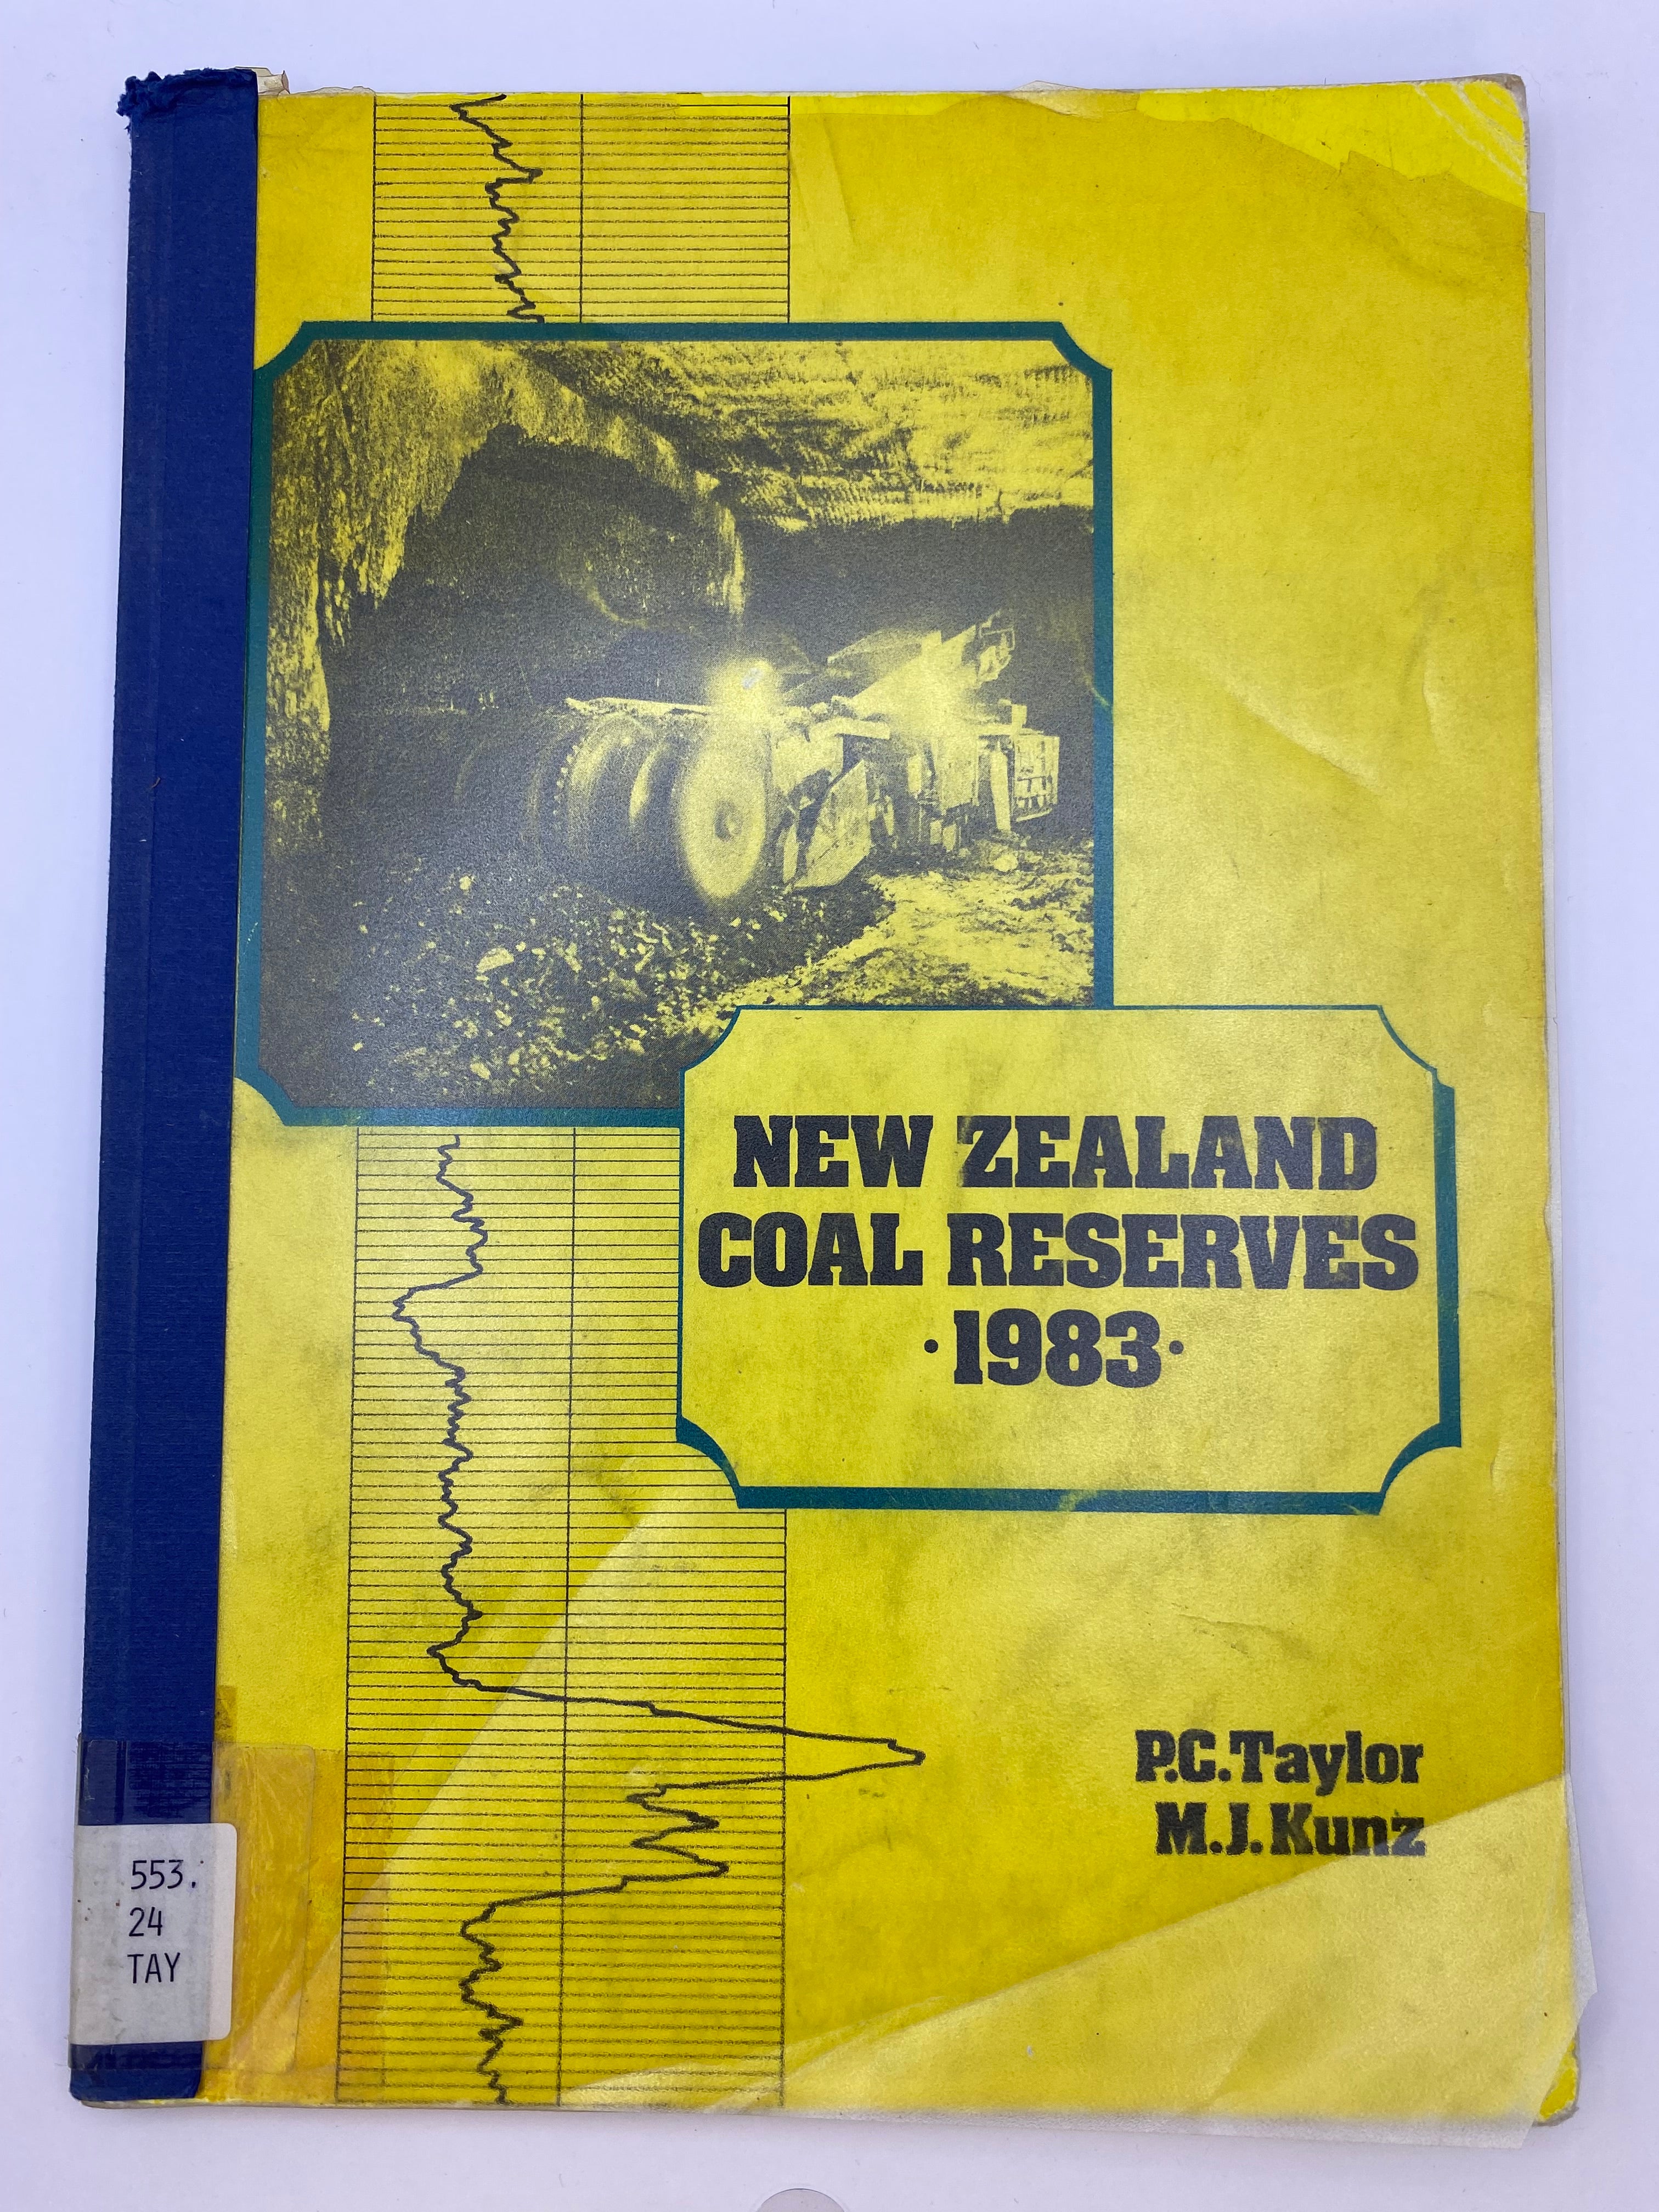 NEW ZEALAND
COAL RESERVES
·1983·
P.C.Taylor
M.J.Kunz
553.
24
TAY